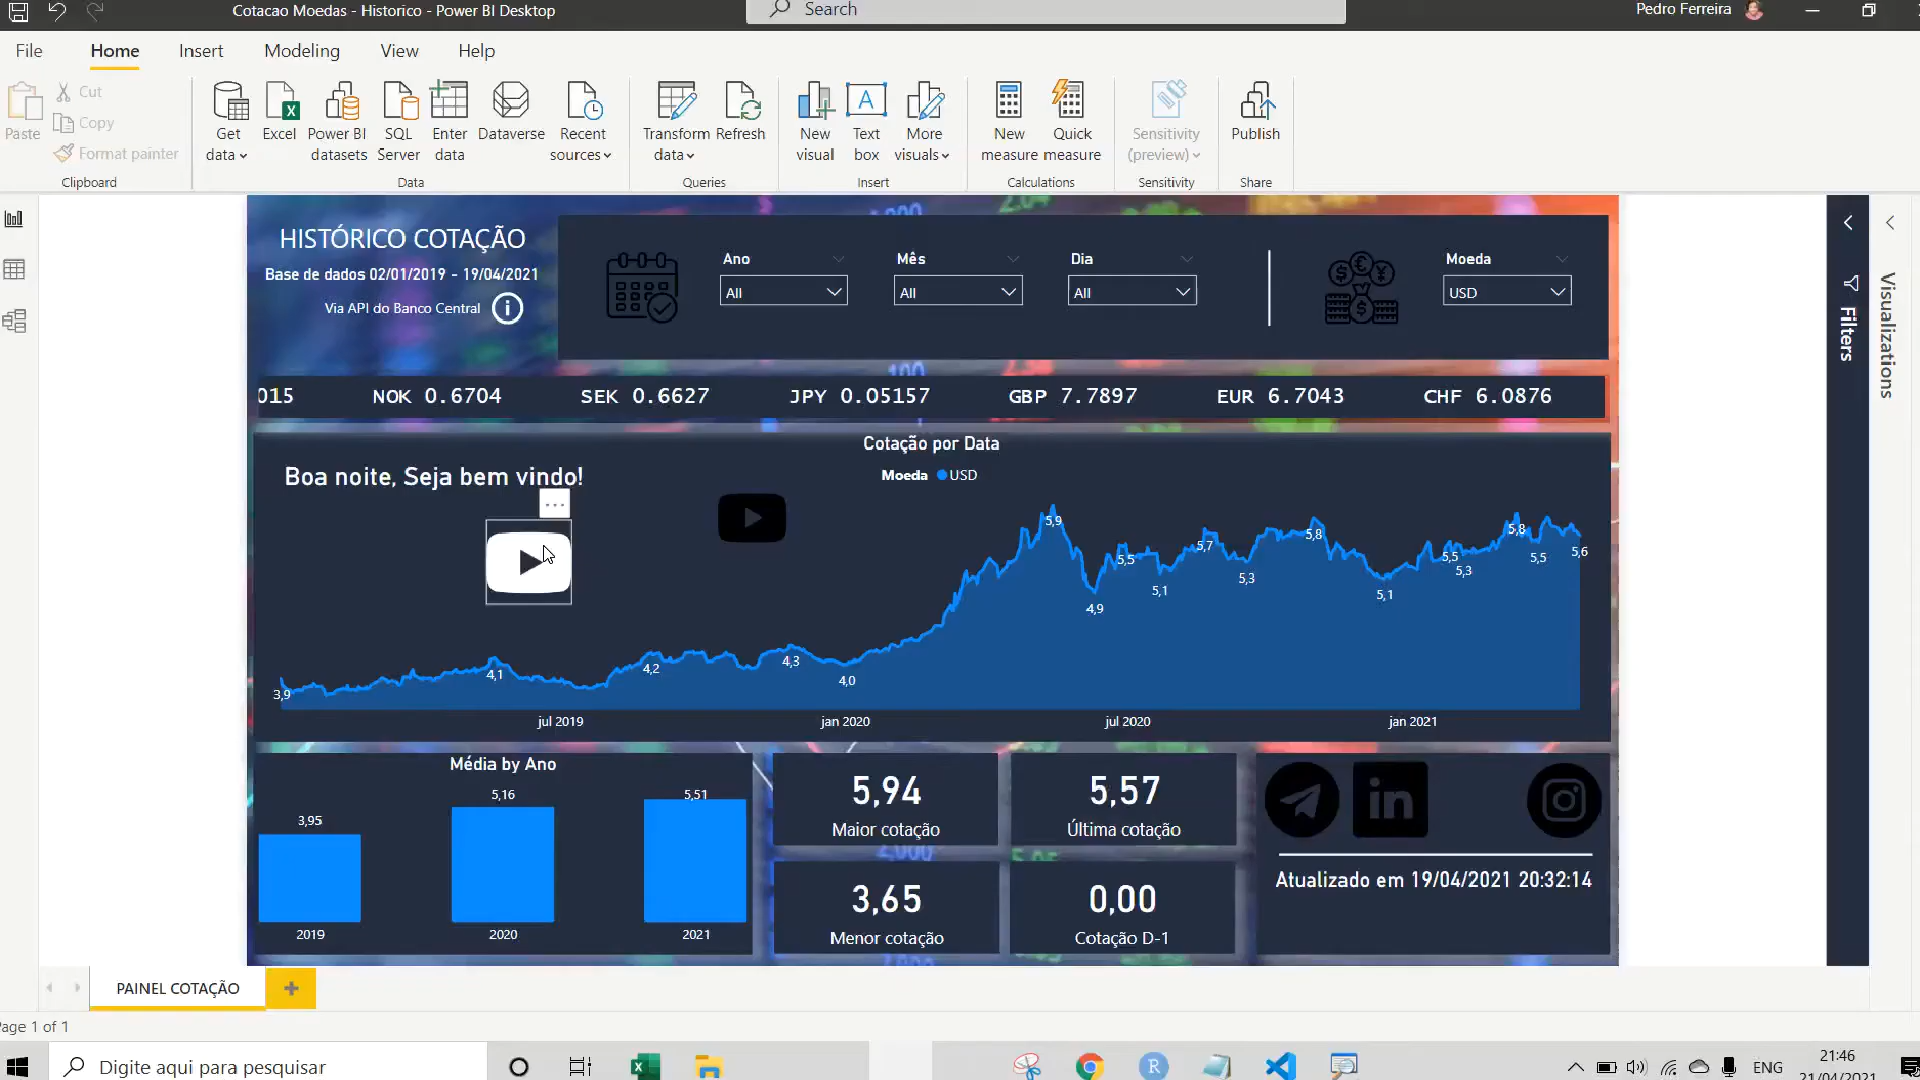 Cotacao Moedas - Historico - Power BI Desktop
Search
Pedro Ferreira
File Home Insert Modeling View Help
Paste
Cut
Copy
Format painter
Clipboard
Get data
Excel
Power BI datasets
SQL Server
Enter data
Dataverse
Recent sources
Data
Transform data
Refresh
Queries
New visual
Text box
More visuals
Insert
New measure
Quick measure
Calculations
Sensitivity (preview)
Sensitivity
Publish
Share
HISTÓRICO COTAÇÃO
Base de dados 02/01/2019 - 19/04/2021
Via API do Banco Central
Ano
All
Mês
All
Dia
All
Moeda
USD
Filters
Visualizations
015 NOK 0.6704 SEK 0.6627 JPY 0.05157 GBP 7.7897 EUR 6.7043 CHF 6.0876
Cotação por Data
Moeda USD
Boa noite, Seja bem vindo!
3,9 4,1 4,2 4,3 4,0 5,9 4,9 5,5 5,1 5,7 5,3 5,8 5,1 5,5 5,3 5,8 5,5 5,6
jul 2019 jan 2020 jul 2020 jan 2021
Média by Ano
3,95 5,16 5,51
2019 2020 2021
5,94
Maior cotação
5,57
Última cotação
3,65
Menor cotação
0,00
Cotação D-1
in
Atualizado em 19/04/2021 20:32:14
PAINEL COTAÇÃO
Page 1 of 1
Digite aqui para pesquisar
ENG
21:46
21/04/2021